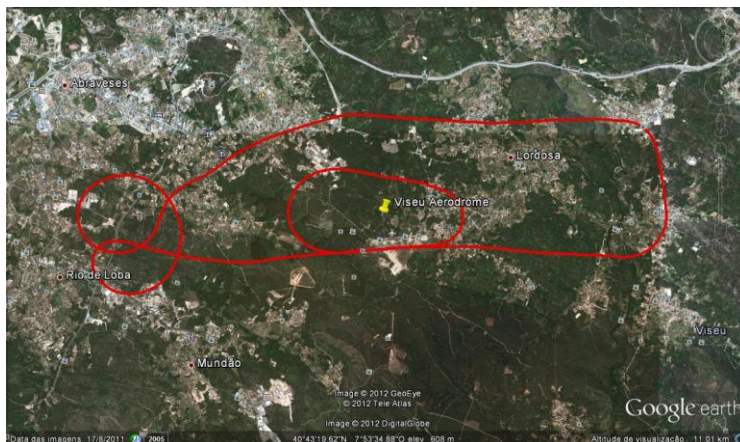 Abraveses
Lordosa
Viseu Aerodrome
Rio de Loba
Viseu
Mundão
Image © 2012 GeoEye
© 2012 Tele Atlas
Image © 2012 DigitalGlobe
Google earth
Data das imagens 17/8/2011 2005 40°43'19.62"N 7°53'34.88"O elev 608 m Altitude de visualização 11.01 km